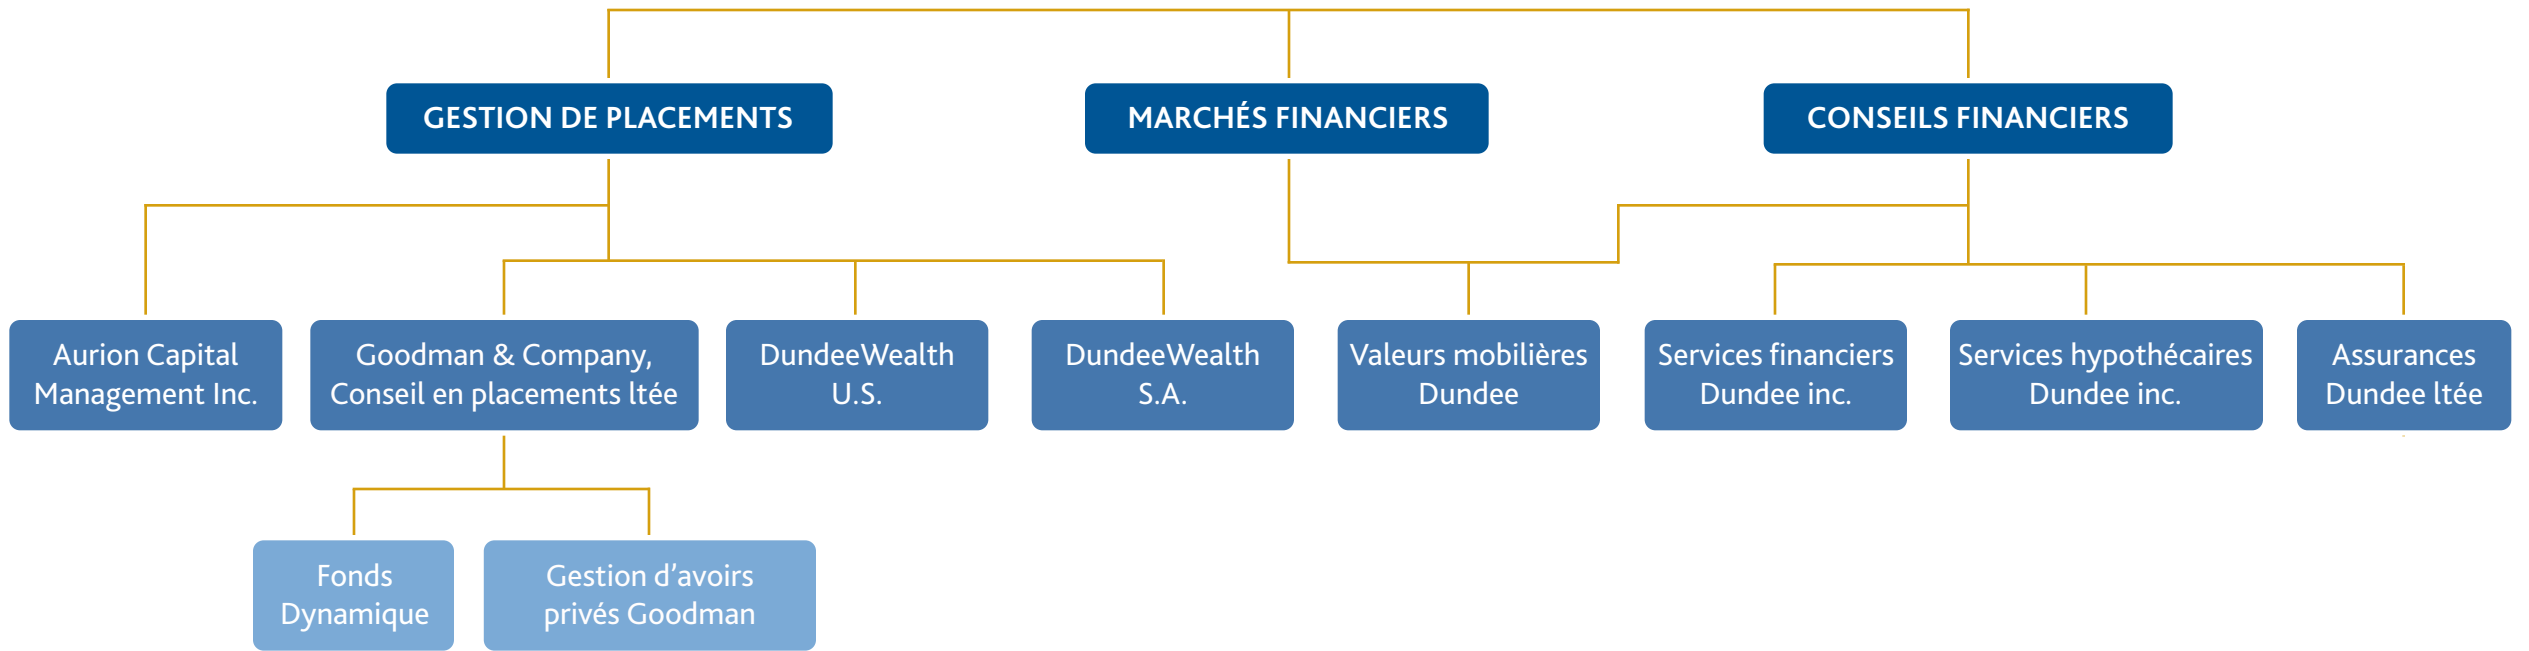 GESTION DE PLACEMENTS
MARCHÉS FINANCIERS
CONSEILS FINANCIERS
Aurion Capital
Management Inc.
Goodman & Company,
Conseil en placements ltée
DundeeWealth
U.S.
DundeeWealth
S.A.
Valeurs mobilières
Dundee
Services financiers
Dundee inc.
Services hypothécaires
Dundee inc.
Assurances
Dundee ltée
Fonds
Dynamique
Gestion d’avoirs
privés Goodman